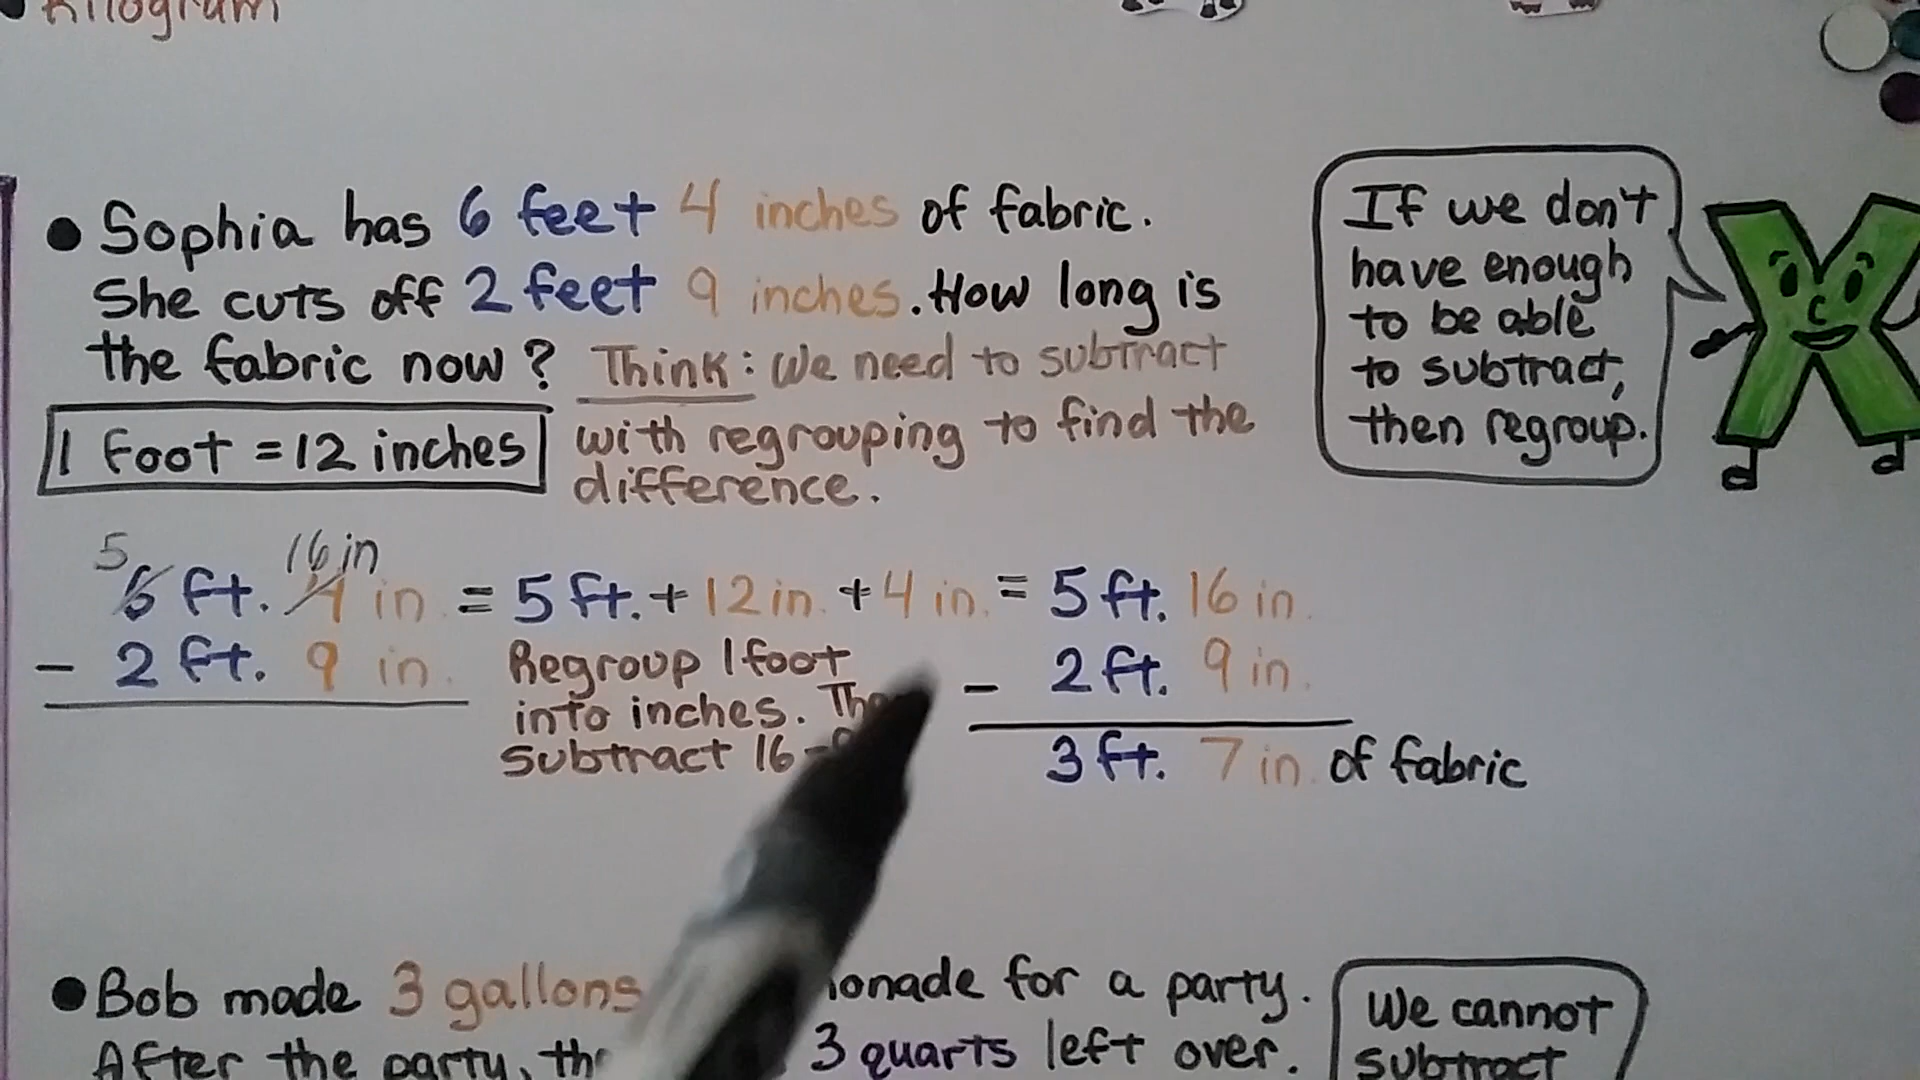 Kilogram
Sophia has 6 feet 4 inches of fabric.
She cuts off 2 feet 9 inches. How long is
the fabric now? Think: We need to subtract
with regrouping to find the
difference.
1 Foot = 12 inches
If we don't
have enough
to be able
to subtract,
then regroup.
5 16 in
6 ft. 4 in. = 5 ft. + 12 in. + 4 in. = 5 ft. 16 in.
- 2 ft. 9 in.
Regroup 1 foot
into inches.
subtract 16 -
- 2 ft. 9 in.
3 ft. 7 in. of fabric
Bob made 3 gallons for a party.
After the party, 3 quarts left over.
We cannot
subtract